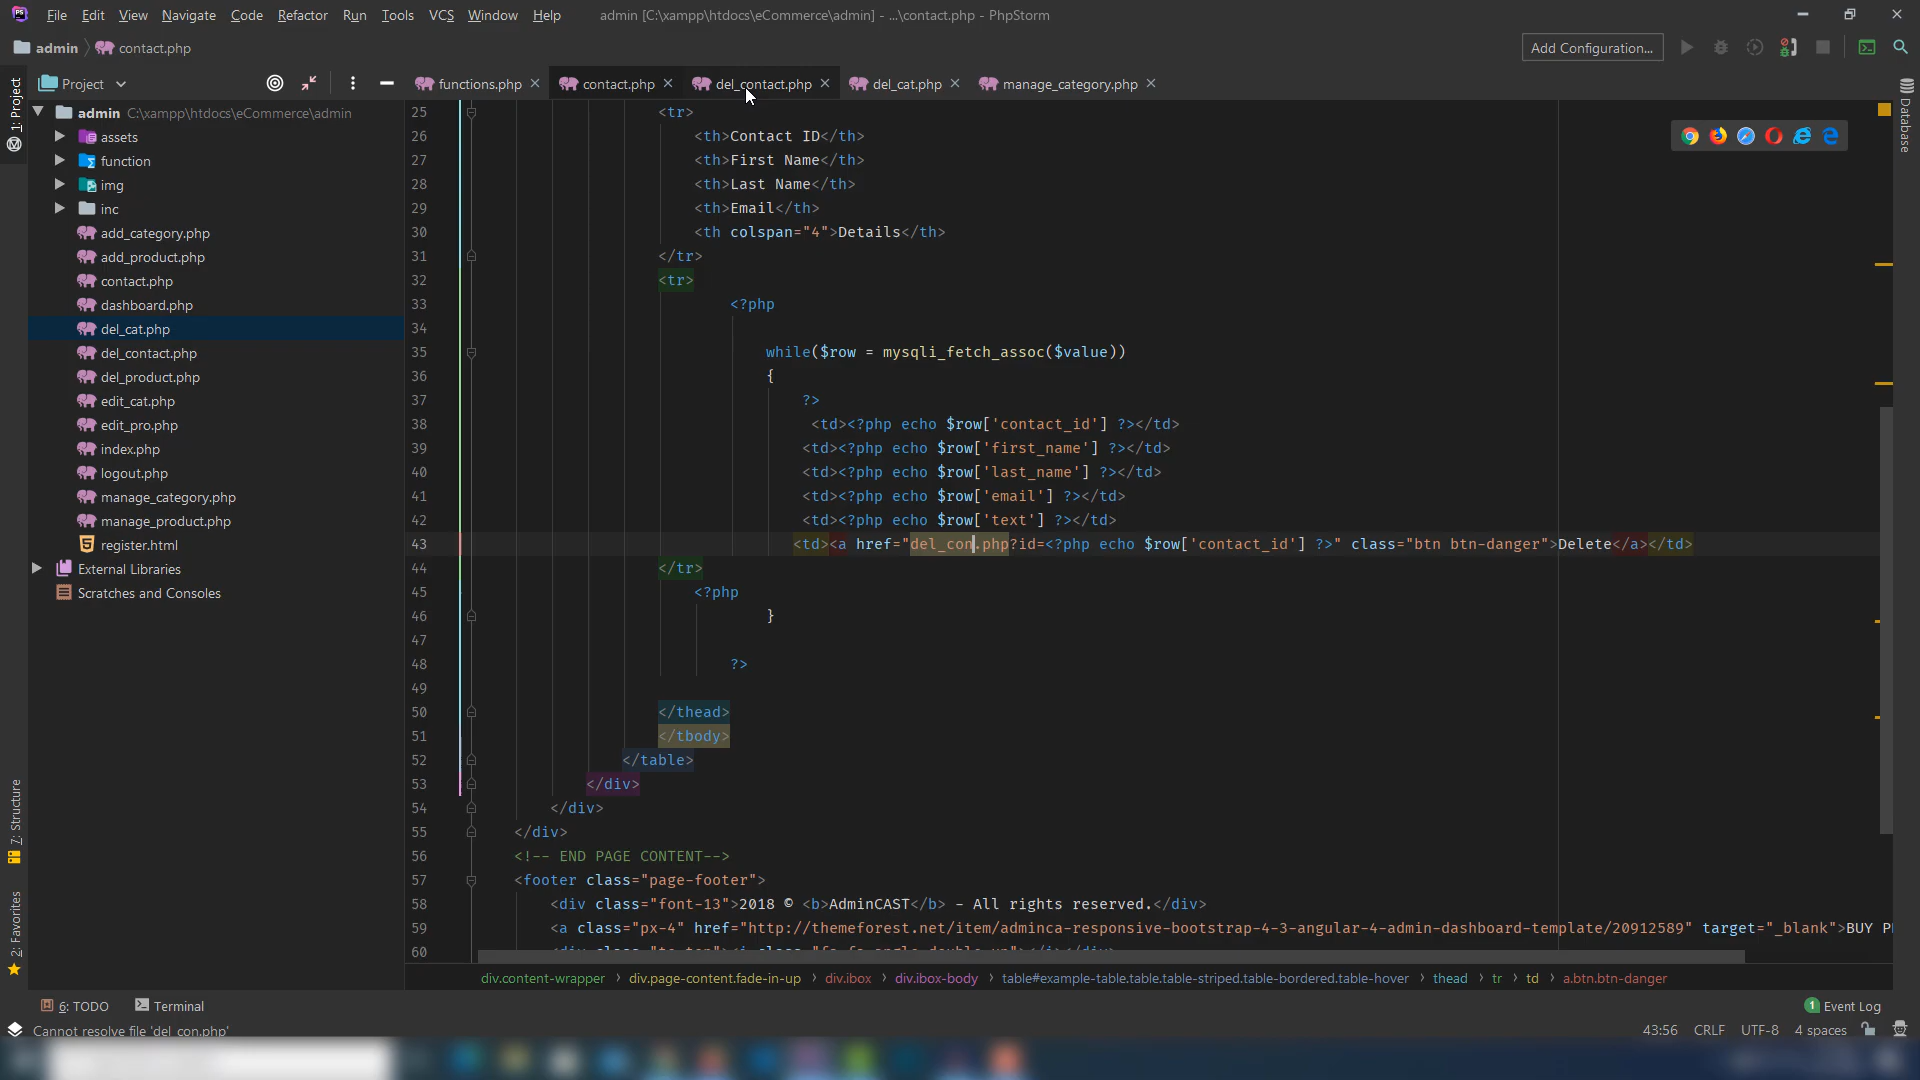 File Edit View Navigate Code Refactor Run Tools VCS Window Help admin [C:\xampp\htdocs\eCommerce\admin] - ...\contact.php - PhpStorm
admin contact.php Add Configuration...
Project functions.php contact.php del_contact.php del_cat.php manage_category.php
1: Project
7: Structure
2: Favorites
Database
admin C:\xampp\htdocs\eCommerce\admin
assets
function
img
inc
add_category.php
add_product.php
contact.php
dashboard.php
del_cat.php
del_contact.php
del_product.php
edit_cat.php
edit_pro.php
index.php
logout.php
manage_category.php
manage_product.php
register.html
External Libraries
Scratches and Consoles
25 <tr>
26 <th>Contact ID</th>
27 <th>First Name</th>
28 <th>Last Name</th>
29 <th>Email</th>
30 <th colspan="4">Details</th>
31 </tr>
32 <tr>
33 <?php
34
35 while($row = mysqli_fetch_assoc($value))
36 {
37 ?>
38 <td><?php echo $row['contact_id'] ?></td>
39 <td><?php echo $row['first_name'] ?></td>
40 <td><?php echo $row['last_name'] ?></td>
41 <td><?php echo $row['email'] ?></td>
42 <td><?php echo $row['text'] ?></td>
43 <td><a href="del_con.php?id=<?php echo $row['contact_id'] ?>" class="btn btn-danger">Delete</a></td>
44 </tr>
45 <?php
46 }
47
48 ?>
49
50 </thead>
51 </tbody>
52 </table>
53 </div>
54 </div>
55 </div>
56 <!-- END PAGE CONTENT-->
57 <footer class="page-footer">
58 <div class="font-13">2018 © <b>AdminCAST</b> - All rights reserved.</div>
59 <a class="px-4" href="http://themeforest.net/item/adminca-responsive-bootstrap-4-3-angular-4-admin-dashboard-template/20912589" target="_blank">BUY P
60
div.content-wrapper › div.page-content.fade-in-up › div.ibox › div.ibox-body › table#example-table.table.table-striped.table-bordered.table-hover › thead › tr › td › a.btn.btn-danger
6: TODO Terminal 1 Event Log
Cannot resolve file 'del_con.php' 43:56 CRLF UTF-8 4 spaces